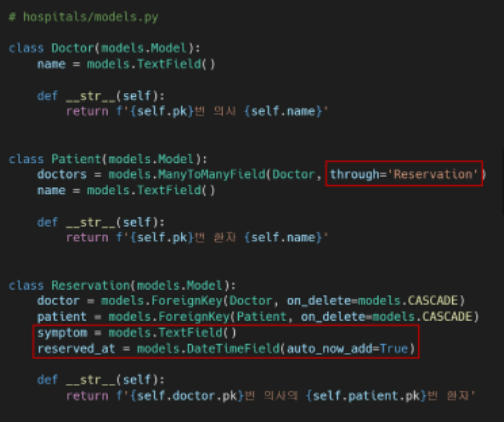 # hospitals/models.py
class Doctor(models.Model):
    name = models.TextField()
    def __str__(self):
        return f'{self.pk}번 의사 {self.name}'
class Patient(models.Model):
    doctors = models.ManyToManyField(Doctor, through='Reservation')
    name = models.TextField()
    def __str__(self):
        return f'{self.pk}번 환자 {self.name}'
class Reservation(models.Model):
    doctor = models.ForeignKey(Doctor, on_delete=models.CASCADE)
    patient = models.ForeignKey(Patient, on_delete=models.CASCADE)
    symptom = models.TextField()
    reserved_at = models.DateTimeField(auto_now_add=True)
    def __str__(self):
        return f'{self.doctor.pk}번 의사의 {self.patient.pk}번 환자'